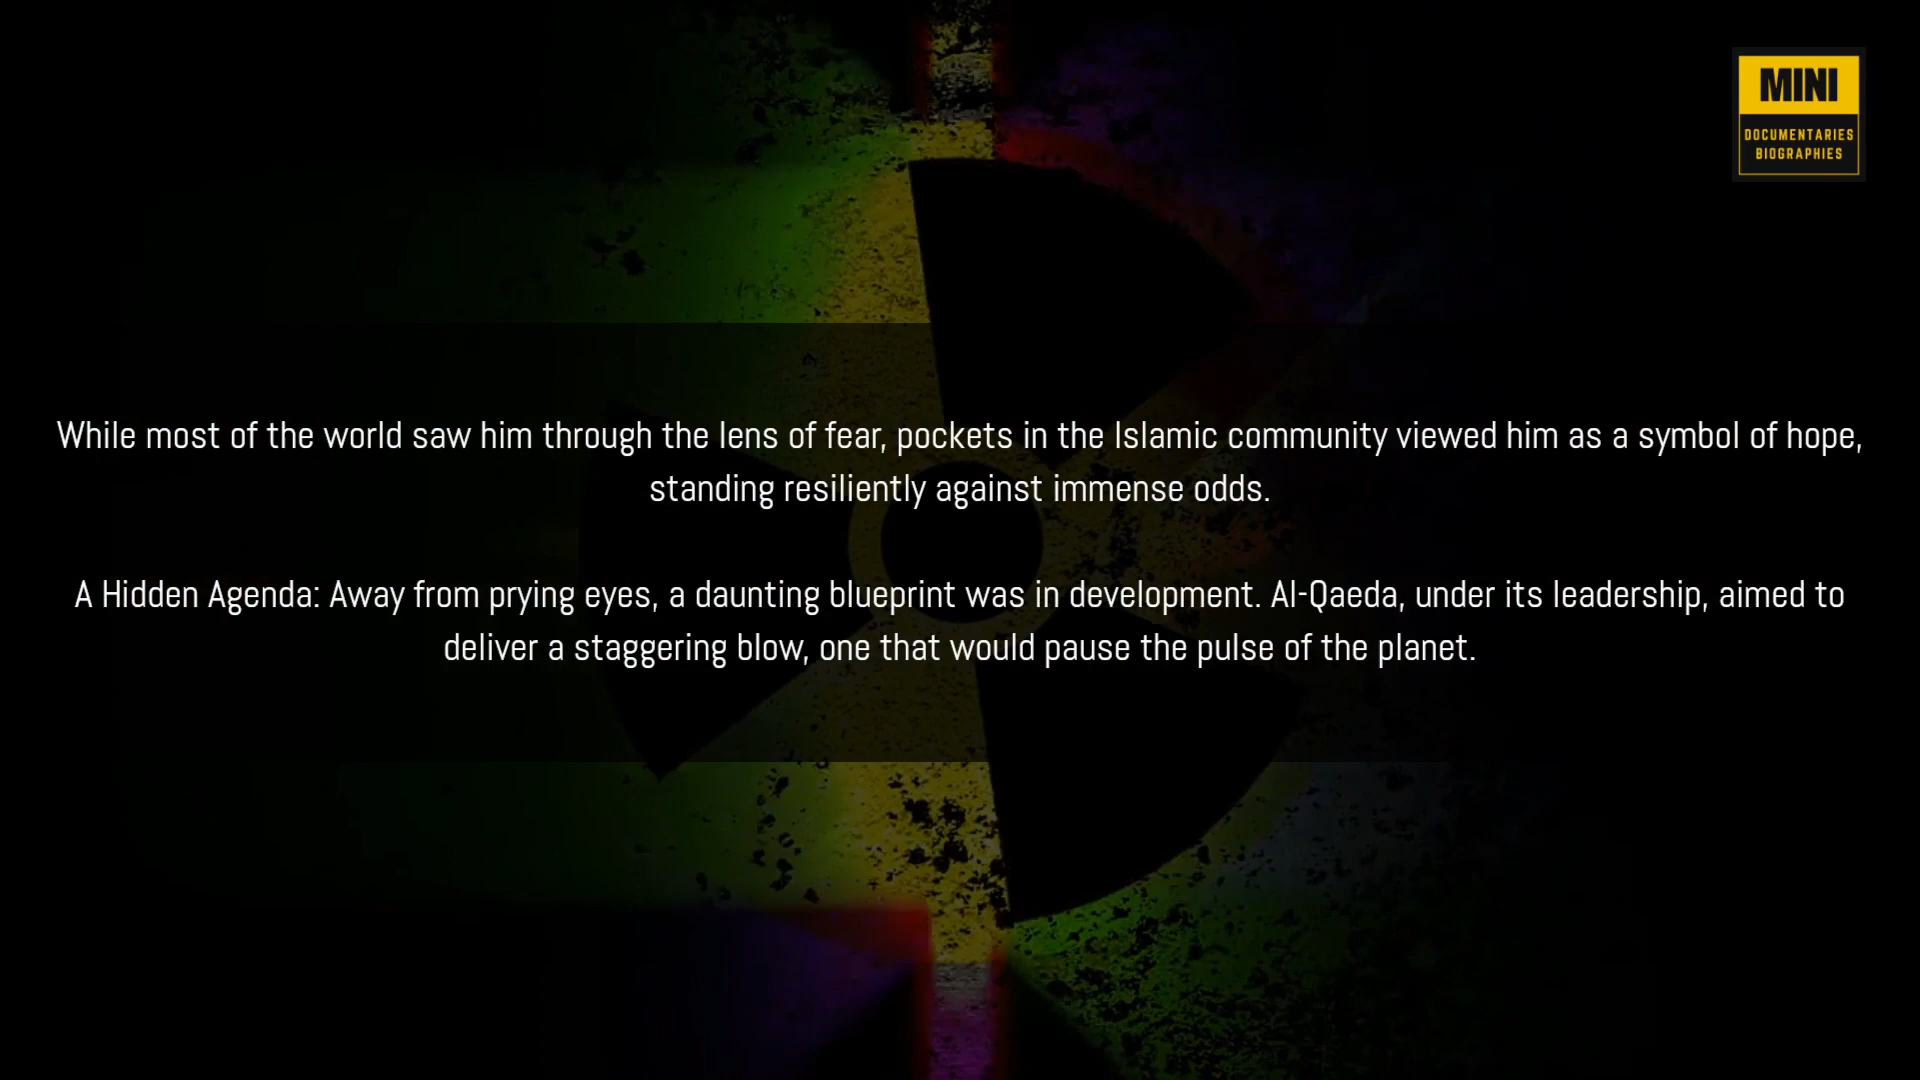 MINI
DOCUMENTARIES
BIOGRAPHIES
While most of the world saw him through the lens of fear, pockets in the Islamic community viewed him as a symbol of hope,
standing resiliently against immense odds.
A Hidden Agenda: Away from prying eyes, a daunting blueprint was in development. Al-Qaeda, under its leadership, aimed to
deliver a staggering blow, one that would pause the pulse of the planet.